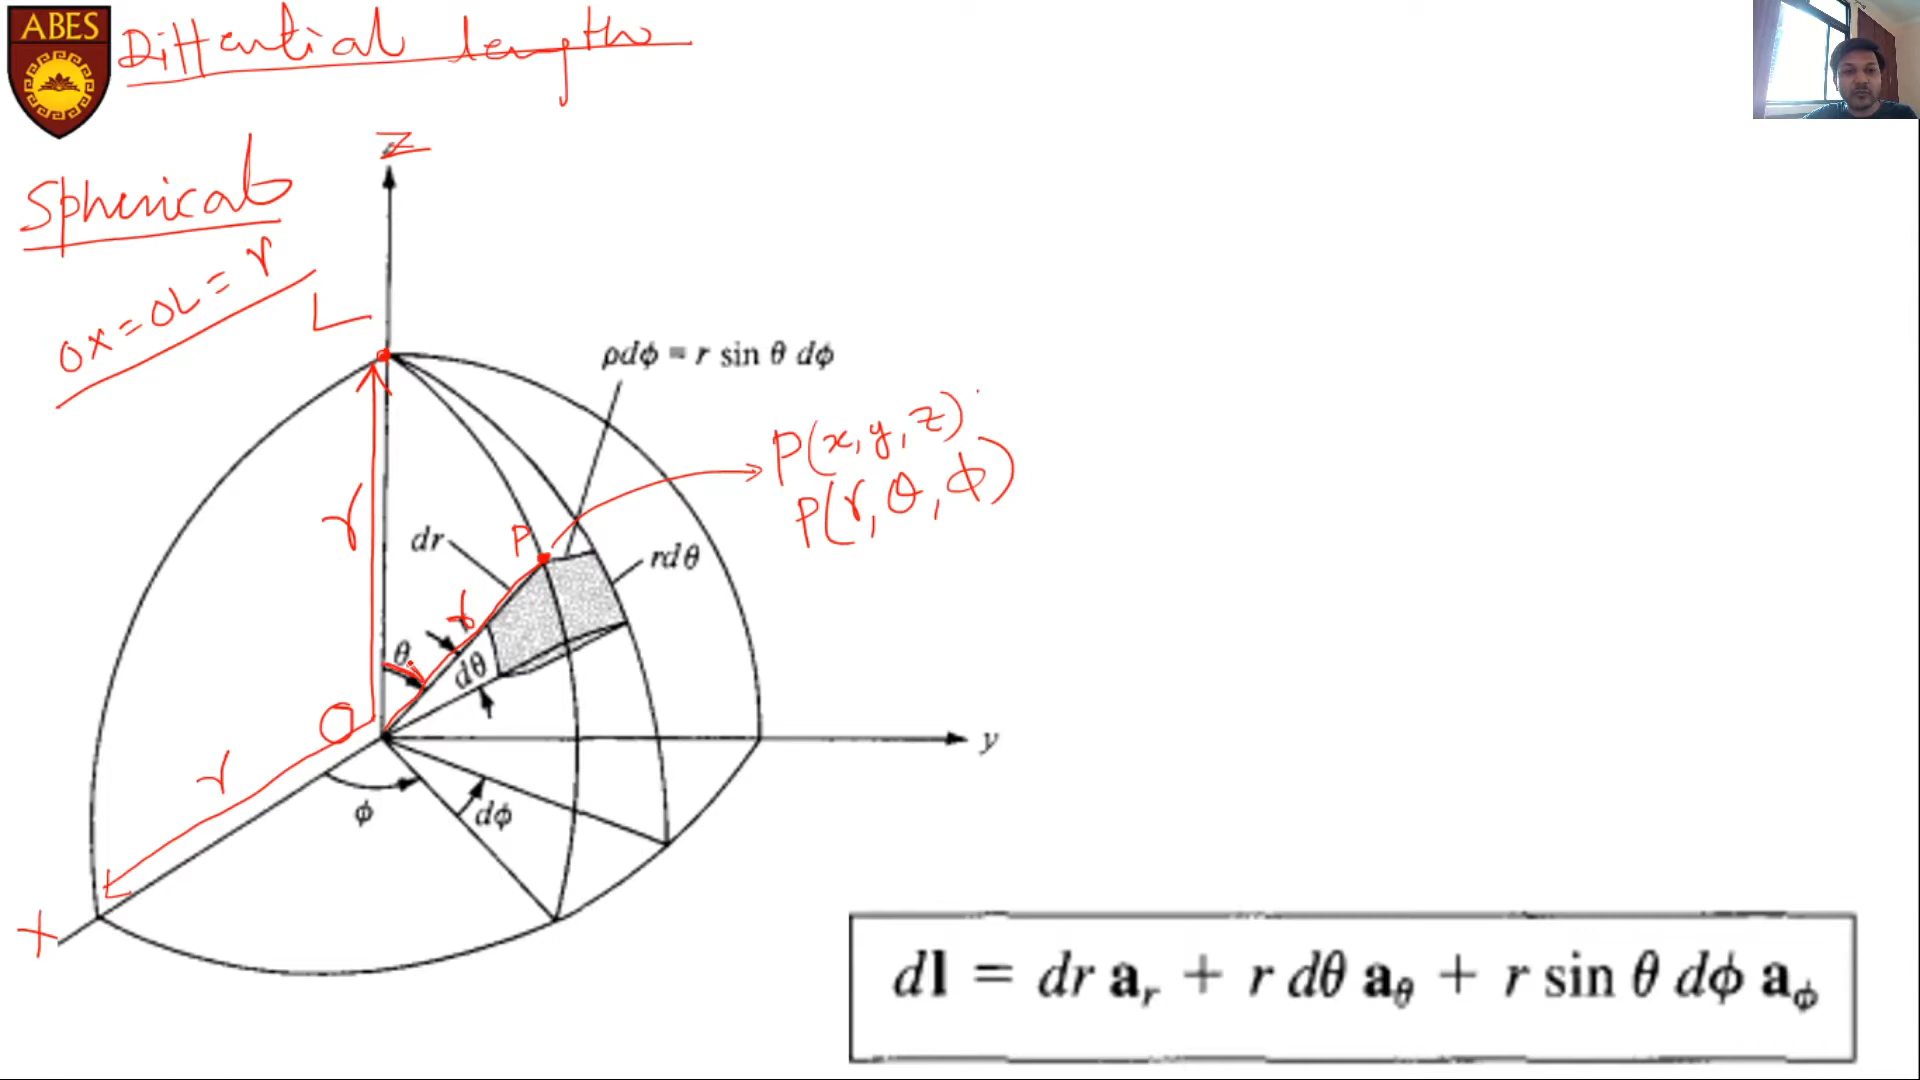 ABES
Diffential lengths
Z
Spherical
OX = OL = r
L
ρdϕ = r sin θ dϕ
P(x, y, z)
P(r, θ, ϕ)
r
dr
P
rdθ
r
θ
dθ
O
y
r
ϕ
dϕ
X
dl = dr a_r + r dθ a_θ + r sin θ dϕ a_ϕ